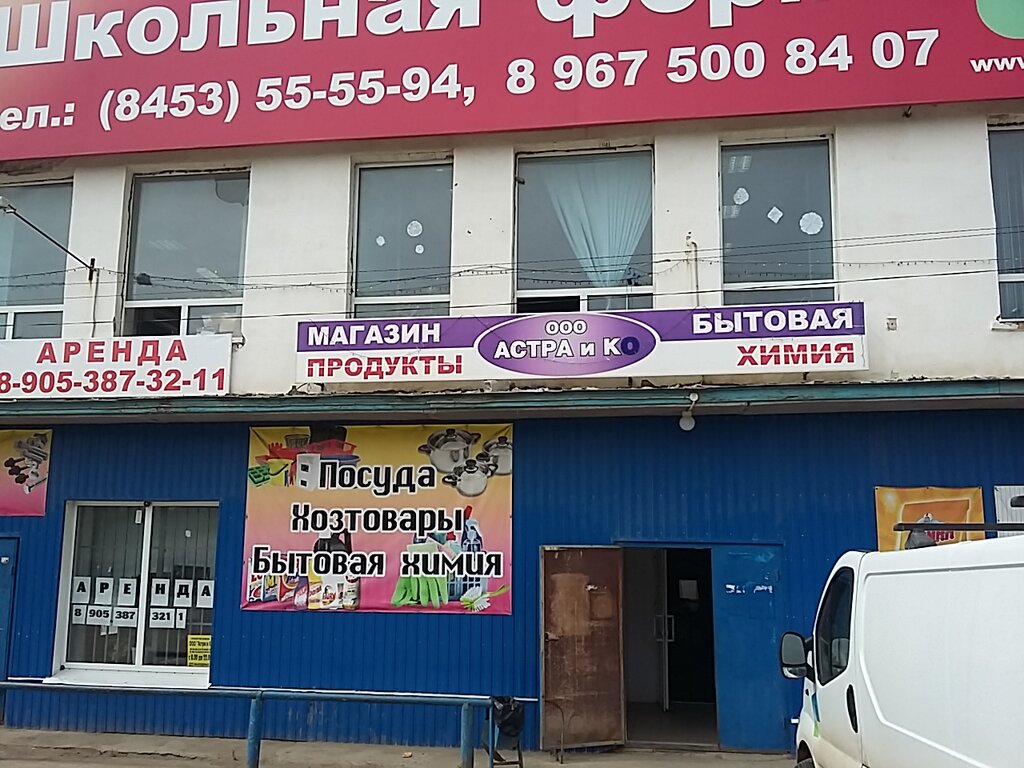 Школьная
тел.: (8453) 55-55-94, 8 967 500 84 07
www
АРЕНДА
8-905-387-32-11
МАГАЗИН
ПРОДУКТЫ
ООО
АСТРА и КО
БЫТОВАЯ
ХИМИЯ
Посуда
Хозтовары
Бытовая химия
АРЕНДА
8 905 387 321 1